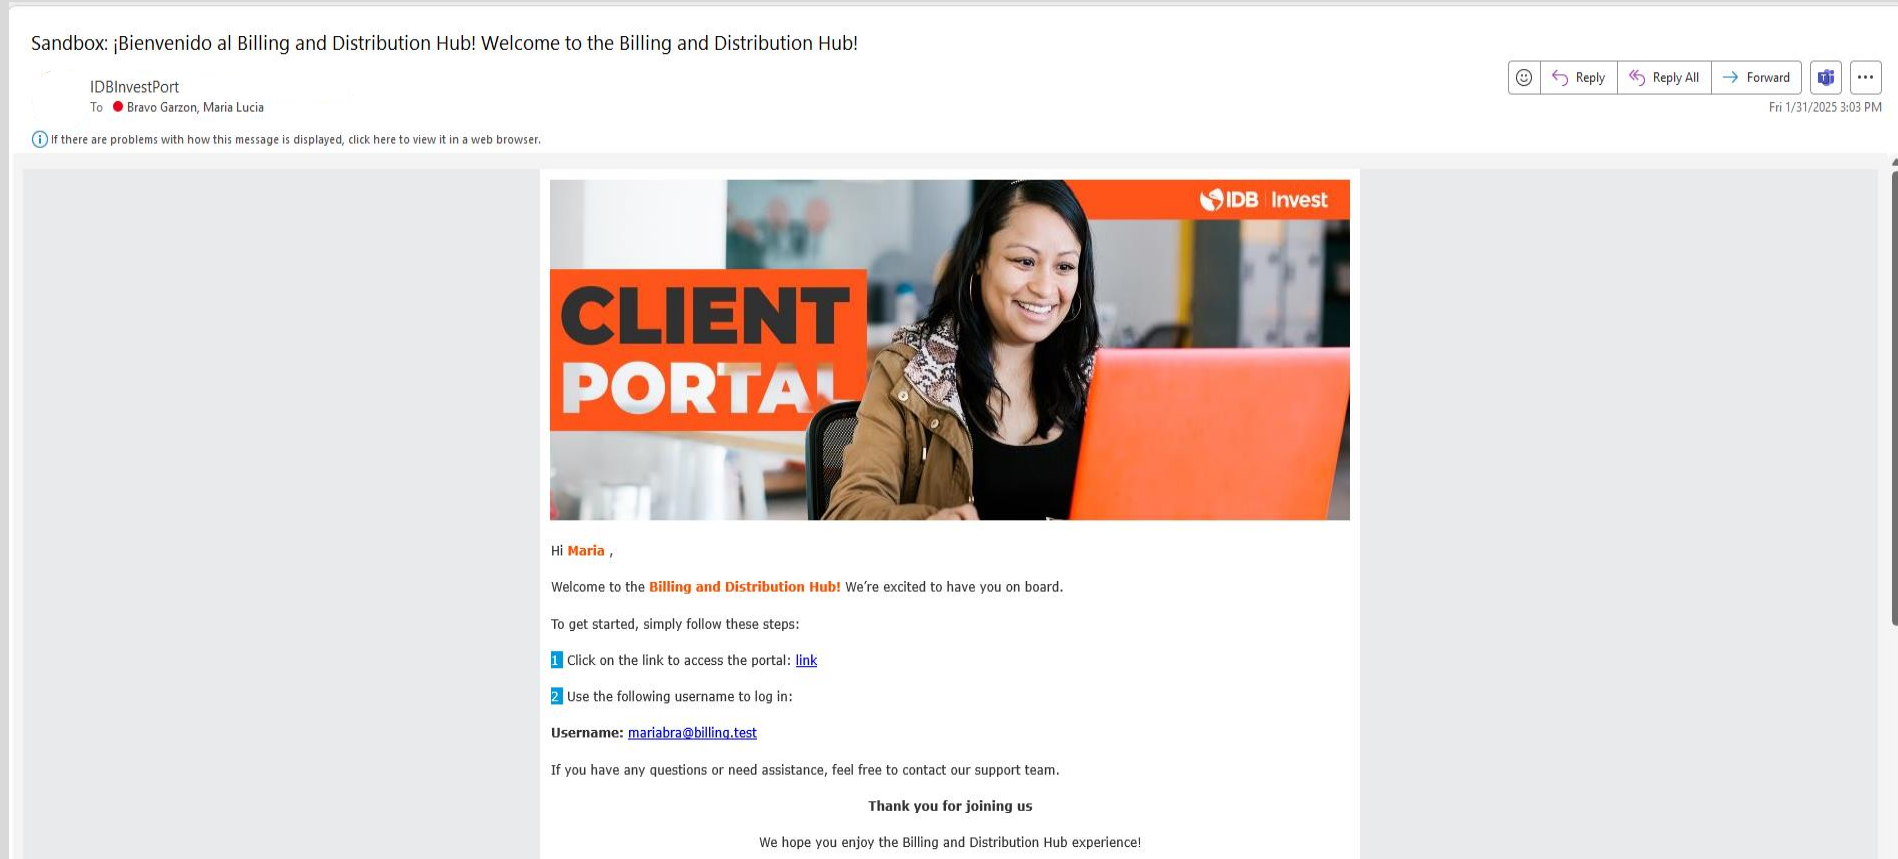 Sandbox: ¡Bienvenido al Billing and Distribution Hub! Welcome to the Billing and Distribution Hub!
IDBInvestPort
To Bravo Garzon, Maria Lucia
Reply
Reply All
Forward
Fri 1/31/2025 3:03 PM
If there are problems with how this message is displayed, click here to view it in a web browser.
IDB Invest
CLIENT
PORTAL
Hi Maria ,
Welcome to the Billing and Distribution Hub! We’re excited to have you on board.
To get started, simply follow these steps:
1 Click on the link to access the portal: link
2 Use the following username to log in:
Username: mariabra@billing.test
If you have any questions or need assistance, feel free to contact our support team.
Thank you for joining us
We hope you enjoy the Billing and Distribution Hub experience!